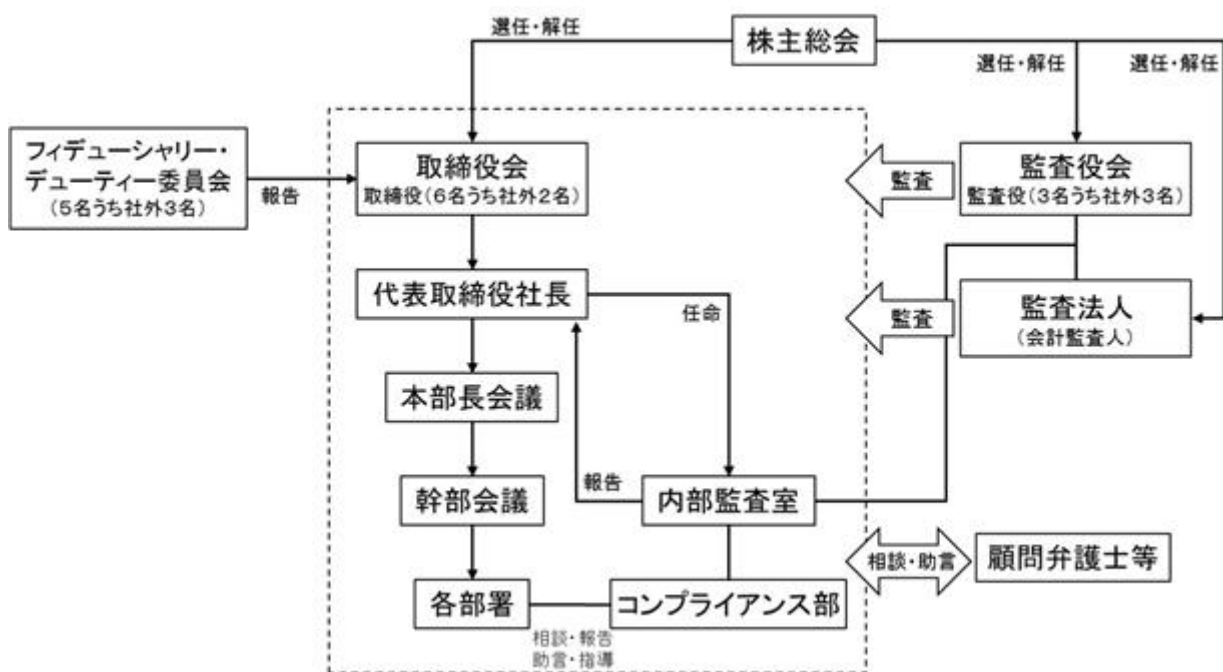 選任・解任
株主総会
選任・解任
選任・解任
フィデューシャリー・
デューティー委員会
(5名うち社外3名)
報告
取締役会
取締役(6名うち社外2名)
監査
監査役会
監査役(3名うち社外3名)
代表取締役社長
任命
監査
監査法人
(会計監査人)
本部長会議
幹部会議
報告
内部監査室
相談・助言
顧問弁護士等
各部署
コンプライアンス部
相談・報告
助言・指導